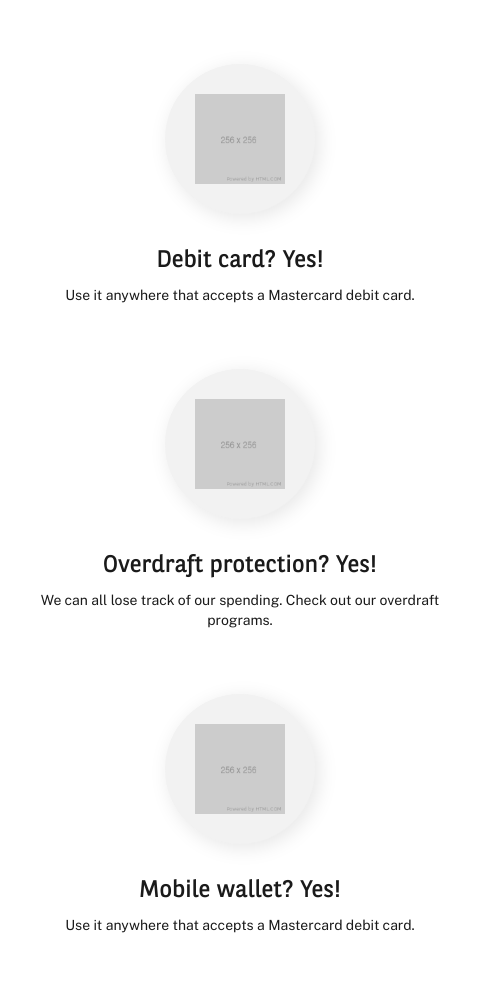 256 x 256
Powered by HTML.COM
Debit card? Yes!
Use it anywhere that accepts a Mastercard debit card.
256 x 256
Powered by HTML.COM
Overdraft protection? Yes!
We can all lose track of our spending. Check out our overdraft
programs.
256 x 256
Powered by HTML.COM
Mobile wallet? Yes!
Use it anywhere that accepts a Mastercard debit card.